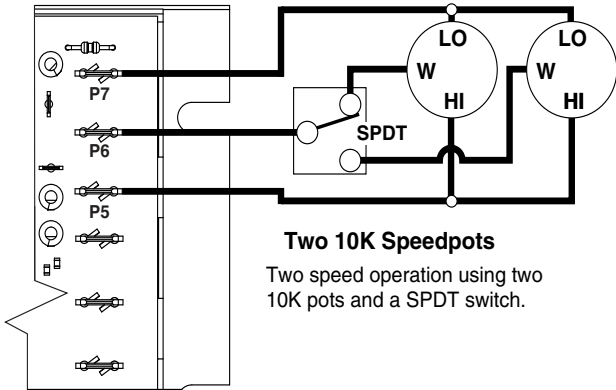 LO LO
P7 W W
HI HI
P6 SPDT
P5
Two 10K Speedpots
Two speed operation using two
10K pots and a SPDT switch.